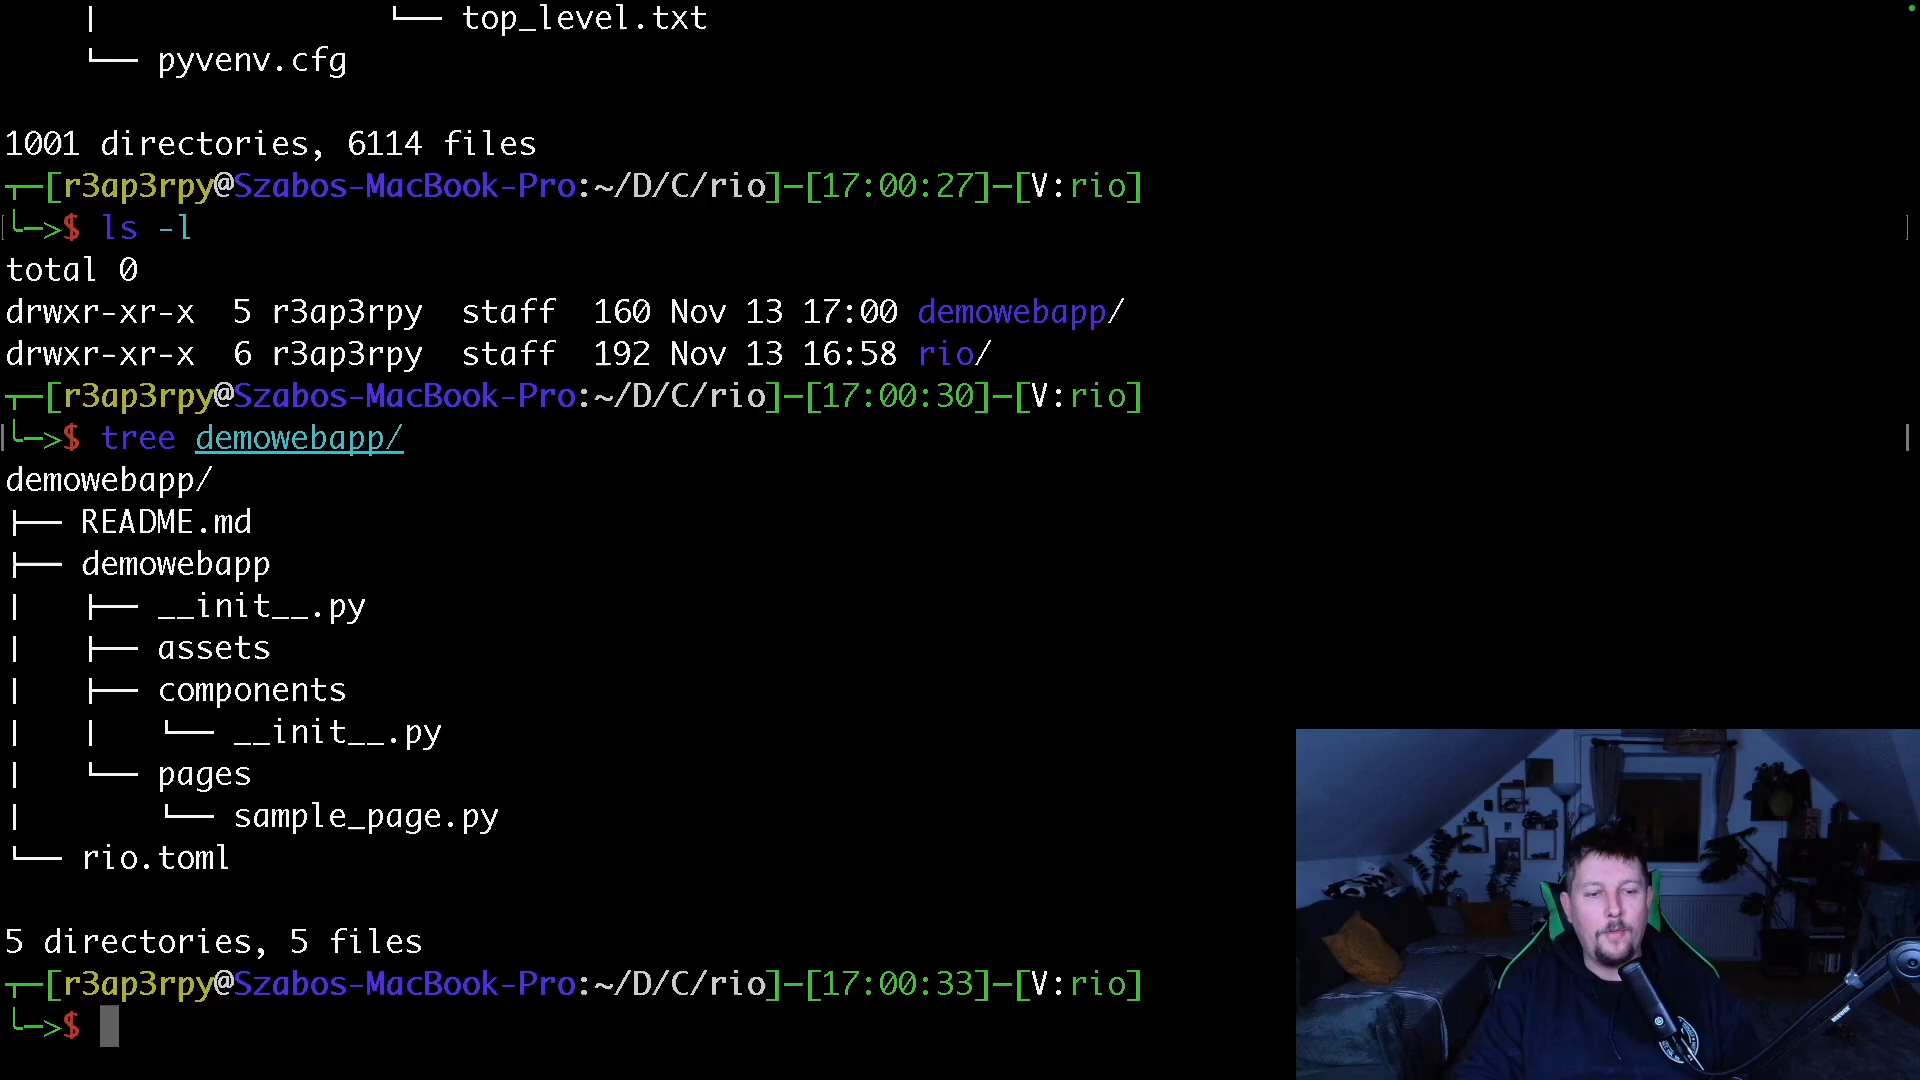 |               └── top_level.txt
    └── pyvenv.cfg
1001 directories, 6114 files
┬─[r3ap3rpy@Szabos-MacBook-Pro:~/D/C/rio]─[17:00:27]─[V:rio]
╰─>$ ls -l
total 0
drwxr-xr-x  5 r3ap3rpy  staff  160 Nov 13 17:00 demowebapp/
drwxr-xr-x  6 r3ap3rpy  staff  192 Nov 13 16:58 rio/
┬─[r3ap3rpy@Szabos-MacBook-Pro:~/D/C/rio]─[17:00:30]─[V:rio]
╰─>$ tree demowebapp/
demowebapp/
├── README.md
├── demowebapp
│   ├── __init__.py
│   ├── assets
│   ├── components
│   │   └── __init__.py
│   └── pages
│       └── sample_page.py
└── rio.toml
5 directories, 5 files
┬─[r3ap3rpy@Szabos-MacBook-Pro:~/D/C/rio]─[17:00:33]─[V:rio]
╰─>$